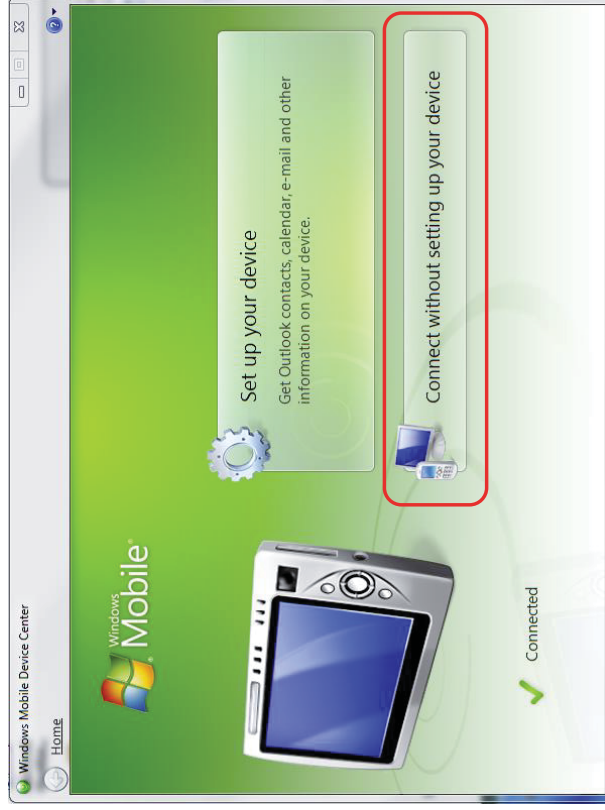 Windows Mobile Device Center
Home
Windows
Mobile®
Set up your device
Get Outlook contacts, calendar, e-mail and other
information on your device.
Connect without setting up your device
Connected